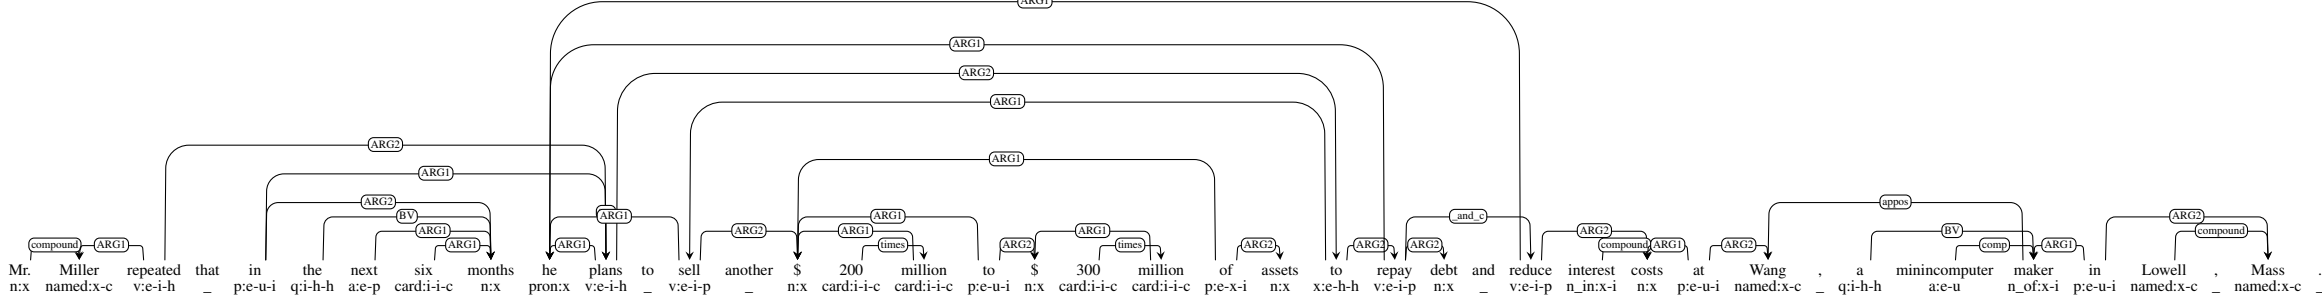 ARG1
ARG1
ARG2
ARG1
ARG2
ARG1
ARG1
ARG2 appos
BV ARG1 ARG1 _and_c ARG2
ARG1 ARG2 ARG1 ARG1 ARG2 BV compound
compound ARG1 ARG1 ARG1 times ARG2 times ARG2 ARG2 ARG2 compound ARG1 ARG2 comp ARG1
Mr. Miller repeated that in the next six months he plans to sell another $ 200 million to $ 300 million of assets to repay debt and reduce interest costs at Wang , a minincomputer maker in Lowell , Mass .
n:x named:x-c v:e-i-h _ p:e-u-i q:i-h-h a:e-p card:i-i-c n:x pron:x v:e-i-h _ v:e-i-p _ n:x card:i-i-c card:i-i-c p:e-u-i n:x card:i-i-c card:i-i-c p:e-x-i n:x x:e-h-h v:e-i-p n:x _ v:e-i-p n_in:x-i n:x p:e-u-i named:x-c _ q:i-h-h a:e-u n_of:x-i p:e-u-i named:x-c _ named:x-c _